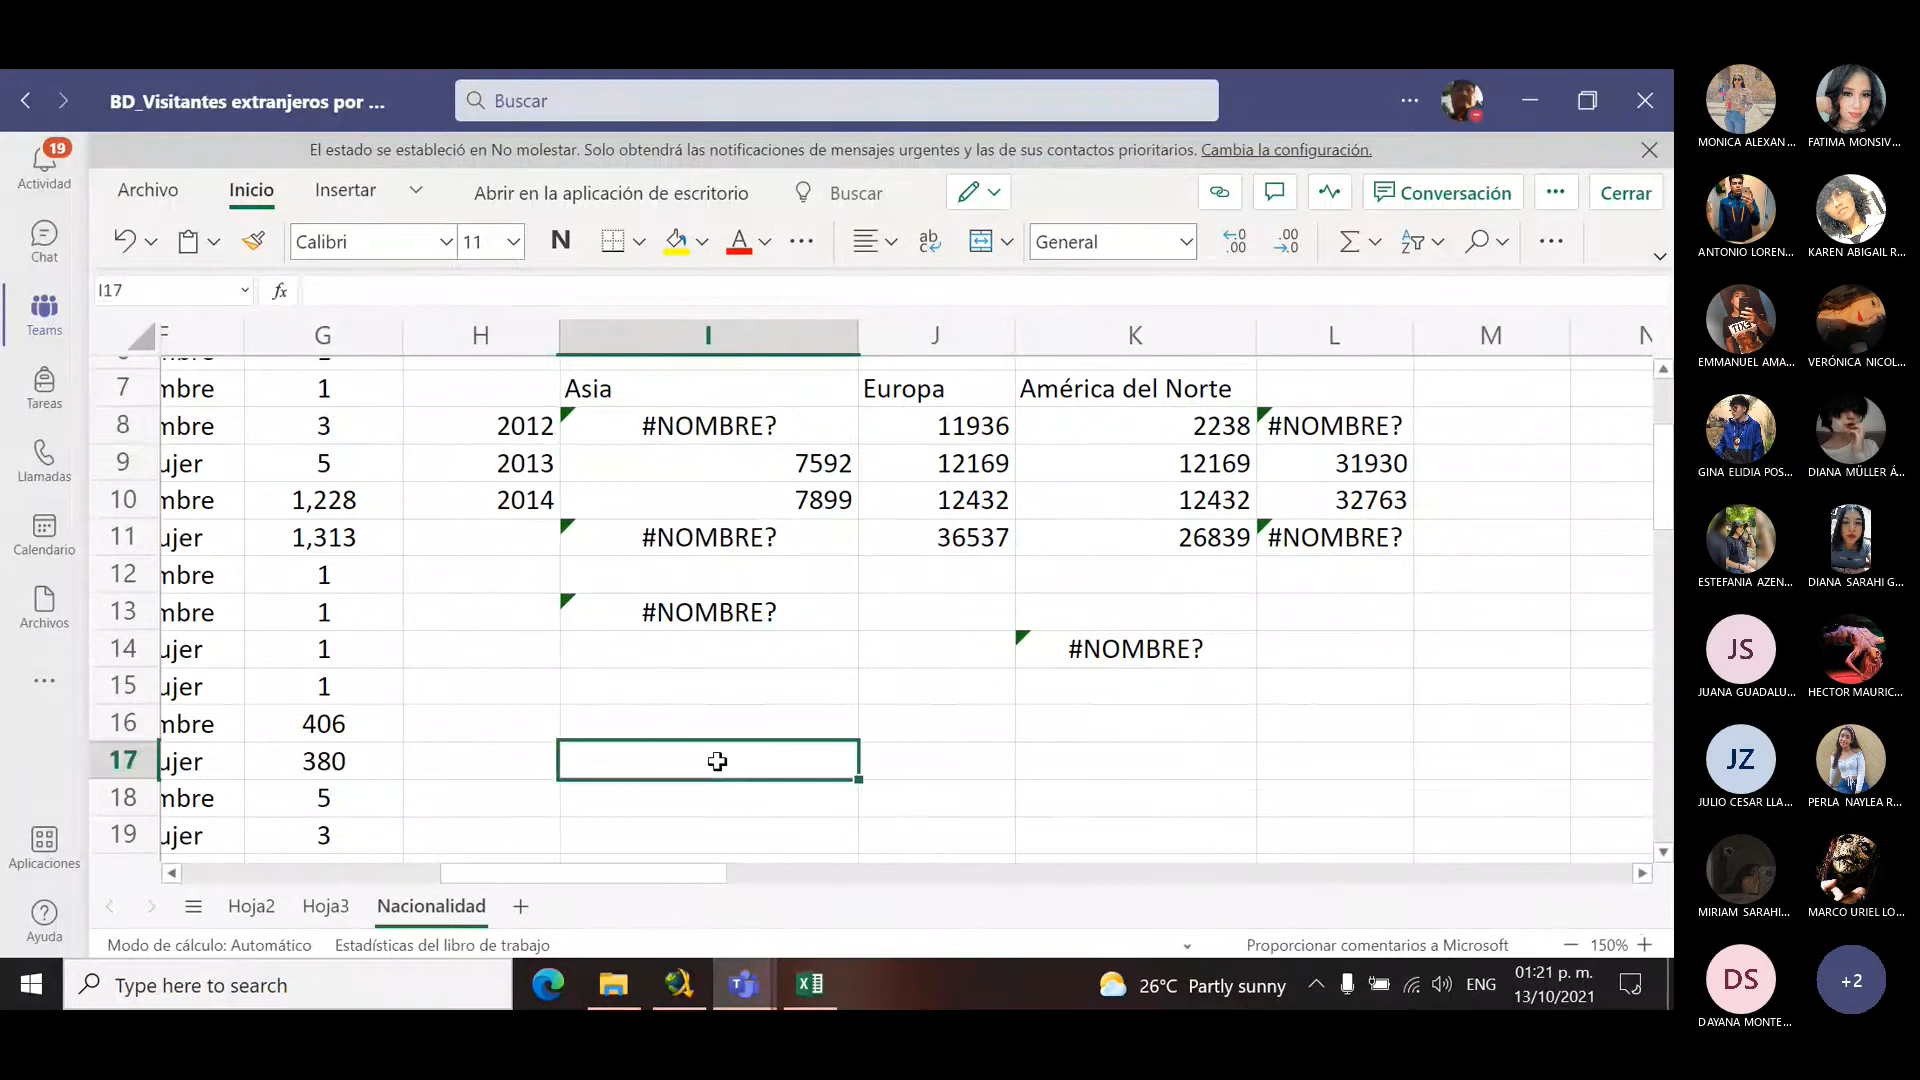 BD_Visitantes extranjeros por ...
Buscar
El estado se estableció en No molestar. Solo obtendrá las notificaciones de mensajes urgentes y las de sus contactos prioritarios. Cambia la configuración.
19
Actividad
Chat
Teams
Tareas
Llamadas
Calendario
Archivos
Aplicaciones
Ayuda
Archivo Inicio Insertar Abrir en la aplicación de escritorio Buscar Conversación Cerrar
Calibri 11 N A ab General
I17 fx
F G H I J K L M N
7 mbre 1 Asia Europa América del Norte
8 mbre 3 2012 #NOMBRE? 11936 2238 #NOMBRE?
9 ujer 5 2013 7592 12169 12169 31930
10 mbre 1,228 2014 7899 12432 12432 32763
11 ujer 1,313 #NOMBRE? 36537 26839 #NOMBRE?
12 mbre 1
13 mbre 1 #NOMBRE?
14 ujer 1 #NOMBRE?
15 ujer 1
16 mbre 406
17 ujer 380
18 mbre 5
19 ujer 3
Hoja2 Hoja3 Nacionalidad
Modo de cálculo: Automático Estadísticas del libro de trabajo Proporcionar comentarios a Microsoft 150%
Type here to search
26°C Partly sunny ENG 01:21 p. m.
13/10/2021
MONICA ALEXAN... FATIMA MONSIV...
ANTONIO LOREN... KAREN ABIGAIL R...
EMMANUEL AMA... VERÓNICA NICOL...
GINA ELIDIA POS... DIANA MÜLLER Á...
ESTEFANIA AZEN... DIANA SARAHI G...
JS
JUANA GUADALU... HECTOR MAURIC...
JZ
JULIO CESAR LLA... PERLA NAYLEA R...
MIRIAM SARAHI... MARCO URIEL LO...
DS +2
DAYANA MONTE...